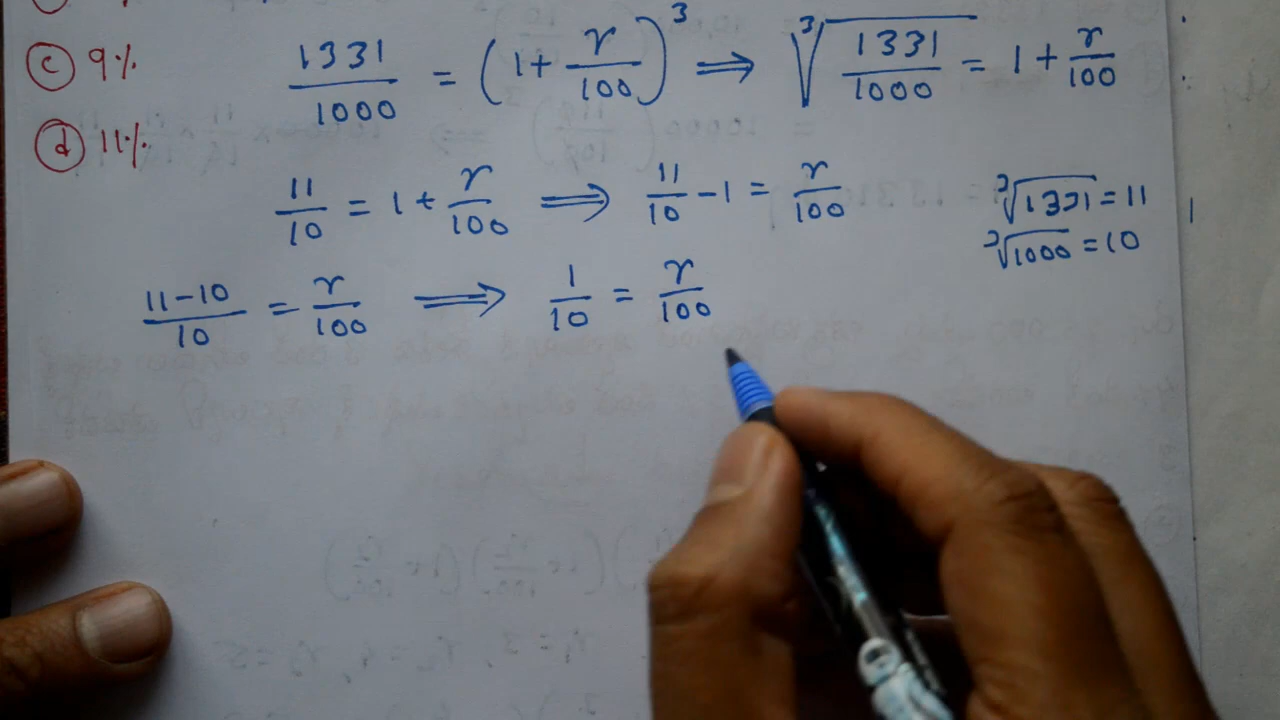 (c) 9%
1331/1000 = (1 + r/100)^3 ⟹ ∛(1331/1000) = 1 + r/100
(d) 11%
11/10 = 1 + r/100 ⟹ 11/10 - 1 = r/100
∛1331 = 11
∛1000 = 10
(11-10)/10 = r/100 ⟹ 1/10 = r/100